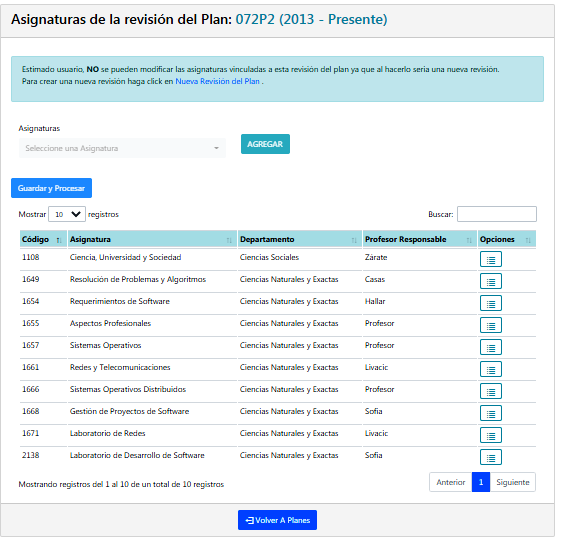 Asignaturas de la revisión del Plan: 072P2 (2013 - Presente)
Estimado usuario, NO se pueden modificar las asignaturas vinculadas a esta revisión del plan ya que al hacerlo seria una nueva revisión.
Para crear una nueva revisión haga click en Nueva Revisión del Plan .
Asignaturas
Seleccione una Asignatura
AGREGAR
Guardar y Procesar
Mostrar 10 registros Buscar:
Código Asignatura Departamento Profesor Responsable Opciones
1108 Ciencia, Universidad y Sociedad Ciencias Sociales Zárate
1649 Resolución de Problemas y Algoritmos Ciencias Naturales y Exactas Casas
1654 Requerimientos de Software Ciencias Naturales y Exactas Hallar
1655 Aspectos Profesionales Ciencias Naturales y Exactas Profesor
1657 Sistemas Operativos Ciencias Naturales y Exactas Profesor
1661 Redes y Telecomunicaciones Ciencias Naturales y Exactas Livacic
1666 Sistemas Operativos Distribuidos Ciencias Naturales y Exactas Profesor
1668 Gestión de Proyectos de Software Ciencias Naturales y Exactas Sofia
1671 Laboratorio de Redes Ciencias Naturales y Exactas Livacic
2138 Laboratorio de Desarrollo de Software Ciencias Naturales y Exactas Sofia
Mostrando registros del 1 al 10 de un total de 10 registros
Anterior 1 Siguiente
Volver A Planes